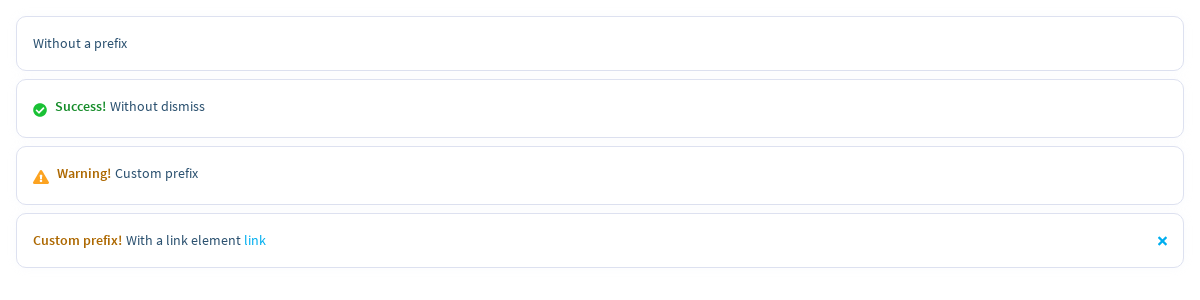 Without a prefix
Success! Without dismiss
Warning! Custom prefix
Custom prefix! With a link element link